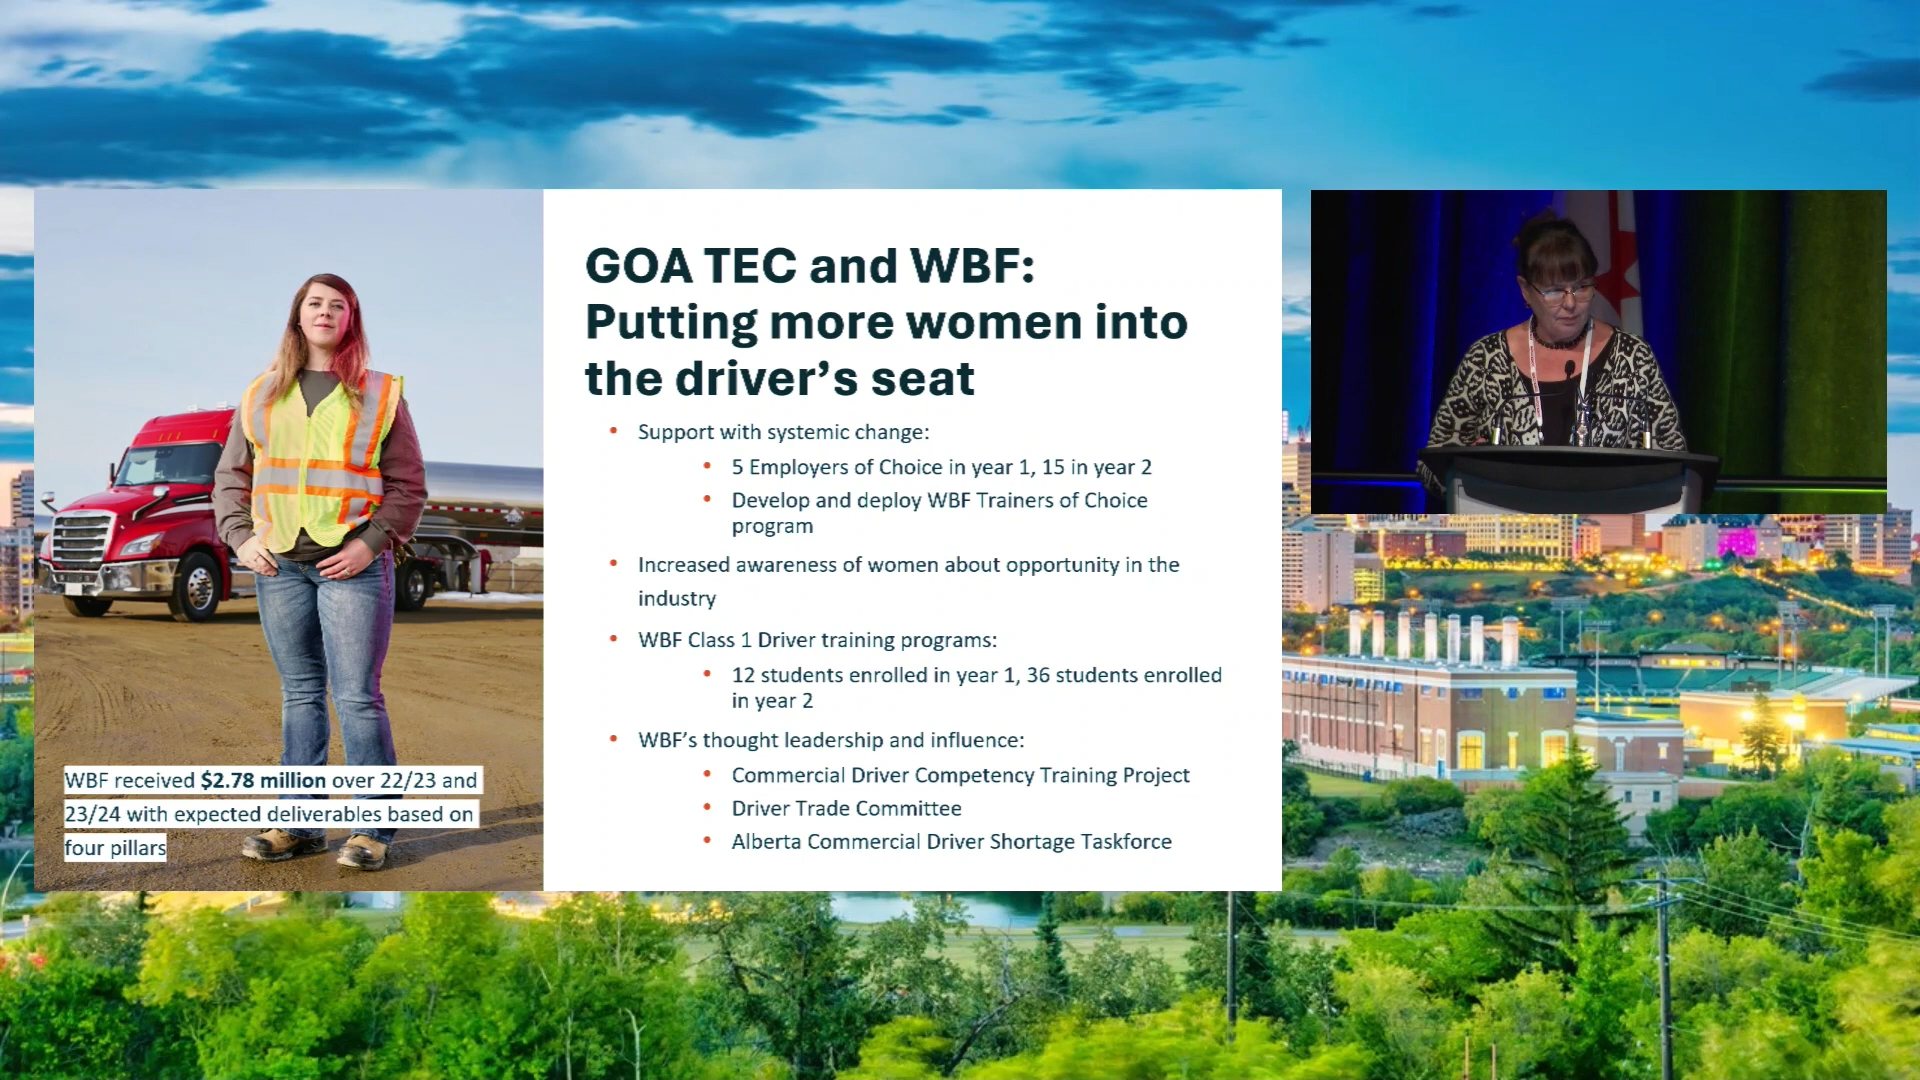 GOA TEC and WBF:
Putting more women into
the driver’s seat
• Support with systemic change:
• 5 Employers of Choice in year 1, 15 in year 2
• Develop and deploy WBF Trainers of Choice
program
• Increased awareness of women about opportunity in the
industry
• WBF Class 1 Driver training programs:
• 12 students enrolled in year 1, 36 students enrolled
in year 2
• WBF’s thought leadership and influence:
• Commercial Driver Competency Training Project
• Driver Trade Committee
• Alberta Commercial Driver Shortage Taskforce
WBF received $2.78 million over 22/23 and
23/24 with expected deliverables based on
four pillars